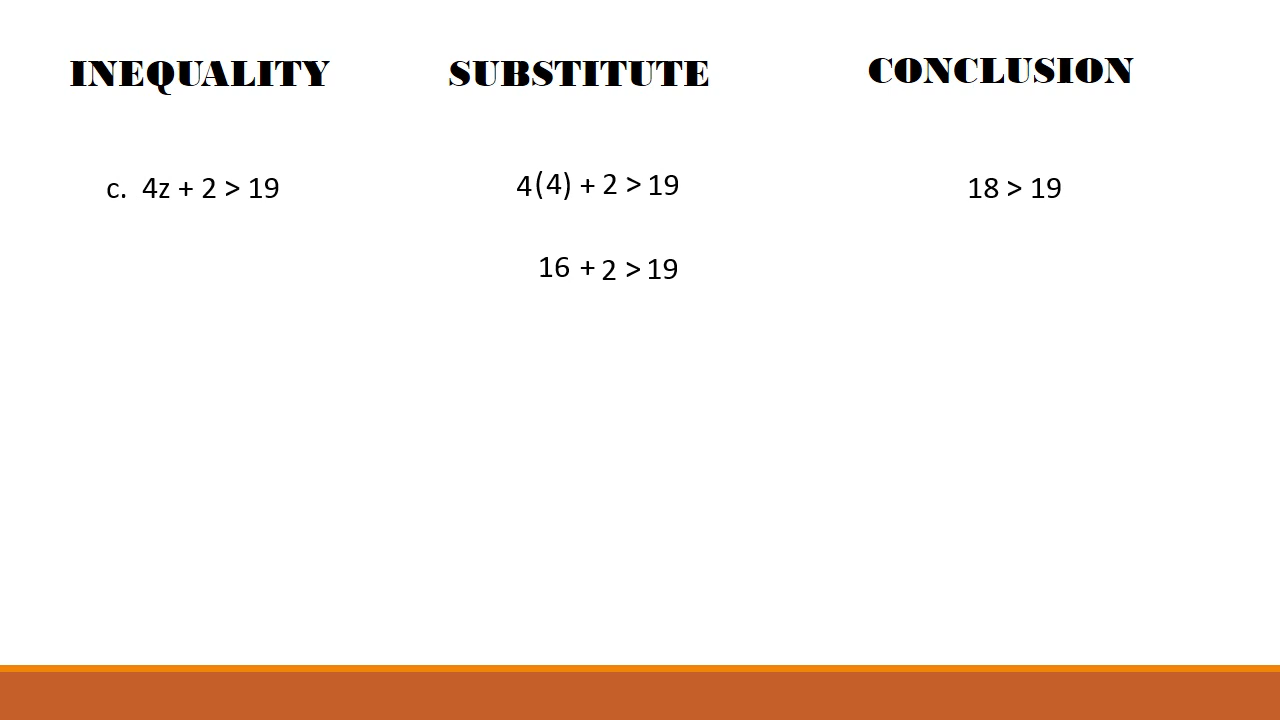 INEQUALITY SUBSTITUTE CONCLUSION
c. 4z + 2 > 19 4(4) + 2 > 19 18 > 19
16 + 2 > 19